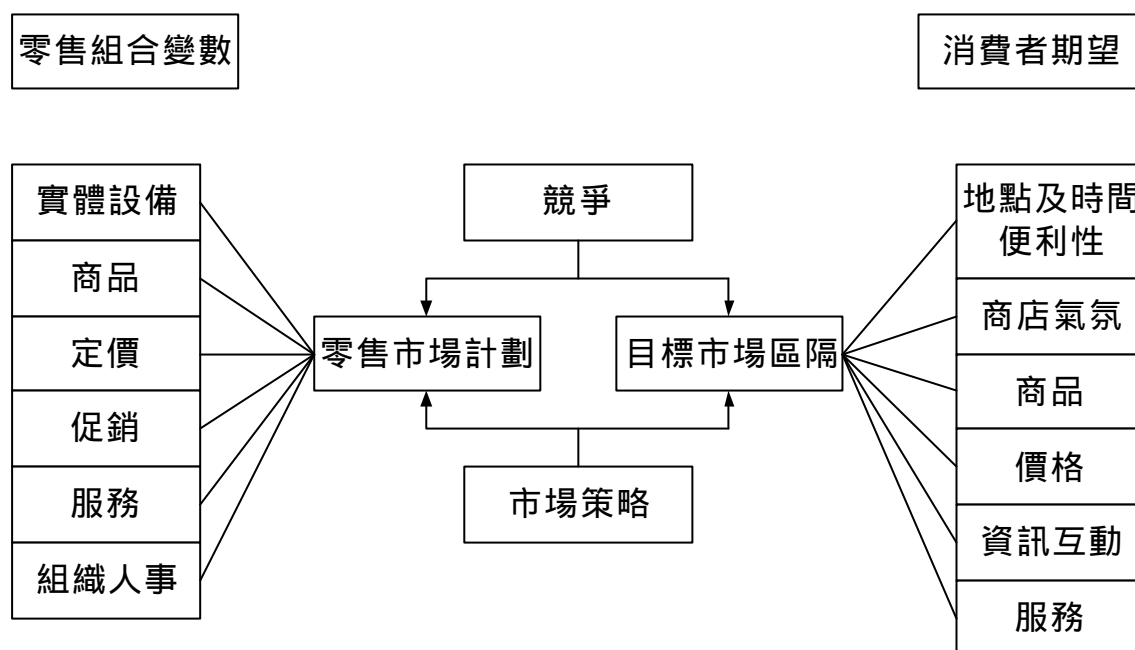 零售組合變數
消費者期望
實體設備
商品
定價
促銷
服務
組織人事
競爭
零售市場計劃
目標市場區隔
市場策略
地點及時間
便利性
商店氣氛
商品
價格
資訊互動
服務